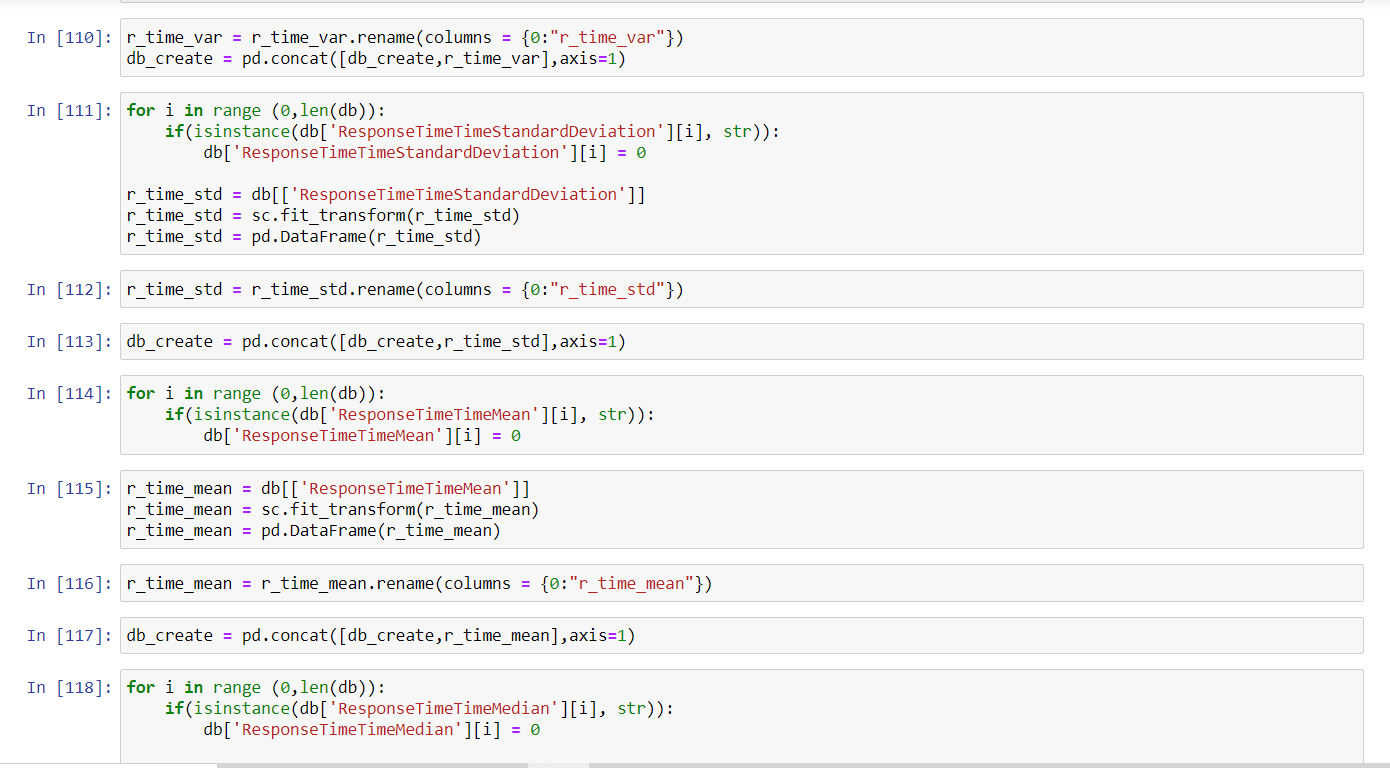 In [110]: r_time_var = r_time_var.rename(columns = {0:"r_time_var"})
db_create = pd.concat([db_create,r_time_var],axis=1)
In [111]: for i in range (0,len(db)):
    if(isinstance(db['ResponseTimeTimeStandardDeviation'][i], str)):
        db['ResponseTimeTimeStandardDeviation'][i] = 0
r_time_std = db[['ResponseTimeTimeStandardDeviation']]
r_time_std = sc.fit_transform(r_time_std)
r_time_std = pd.DataFrame(r_time_std)
In [112]: r_time_std = r_time_std.rename(columns = {0:"r_time_std"})
In [113]: db_create = pd.concat([db_create,r_time_std],axis=1)
In [114]: for i in range (0,len(db)):
    if(isinstance(db['ResponseTimeTimeMean'][i], str)):
        db['ResponseTimeTimeMean'][i] = 0
In [115]: r_time_mean = db[['ResponseTimeTimeMean']]
r_time_mean = sc.fit_transform(r_time_mean)
r_time_mean = pd.DataFrame(r_time_mean)
In [116]: r_time_mean = r_time_mean.rename(columns = {0:"r_time_mean"})
In [117]: db_create = pd.concat([db_create,r_time_mean],axis=1)
In [118]: for i in range (0,len(db)):
    if(isinstance(db['ResponseTimeTimeMedian'][i], str)):
        db['ResponseTimeTimeMedian'][i] = 0